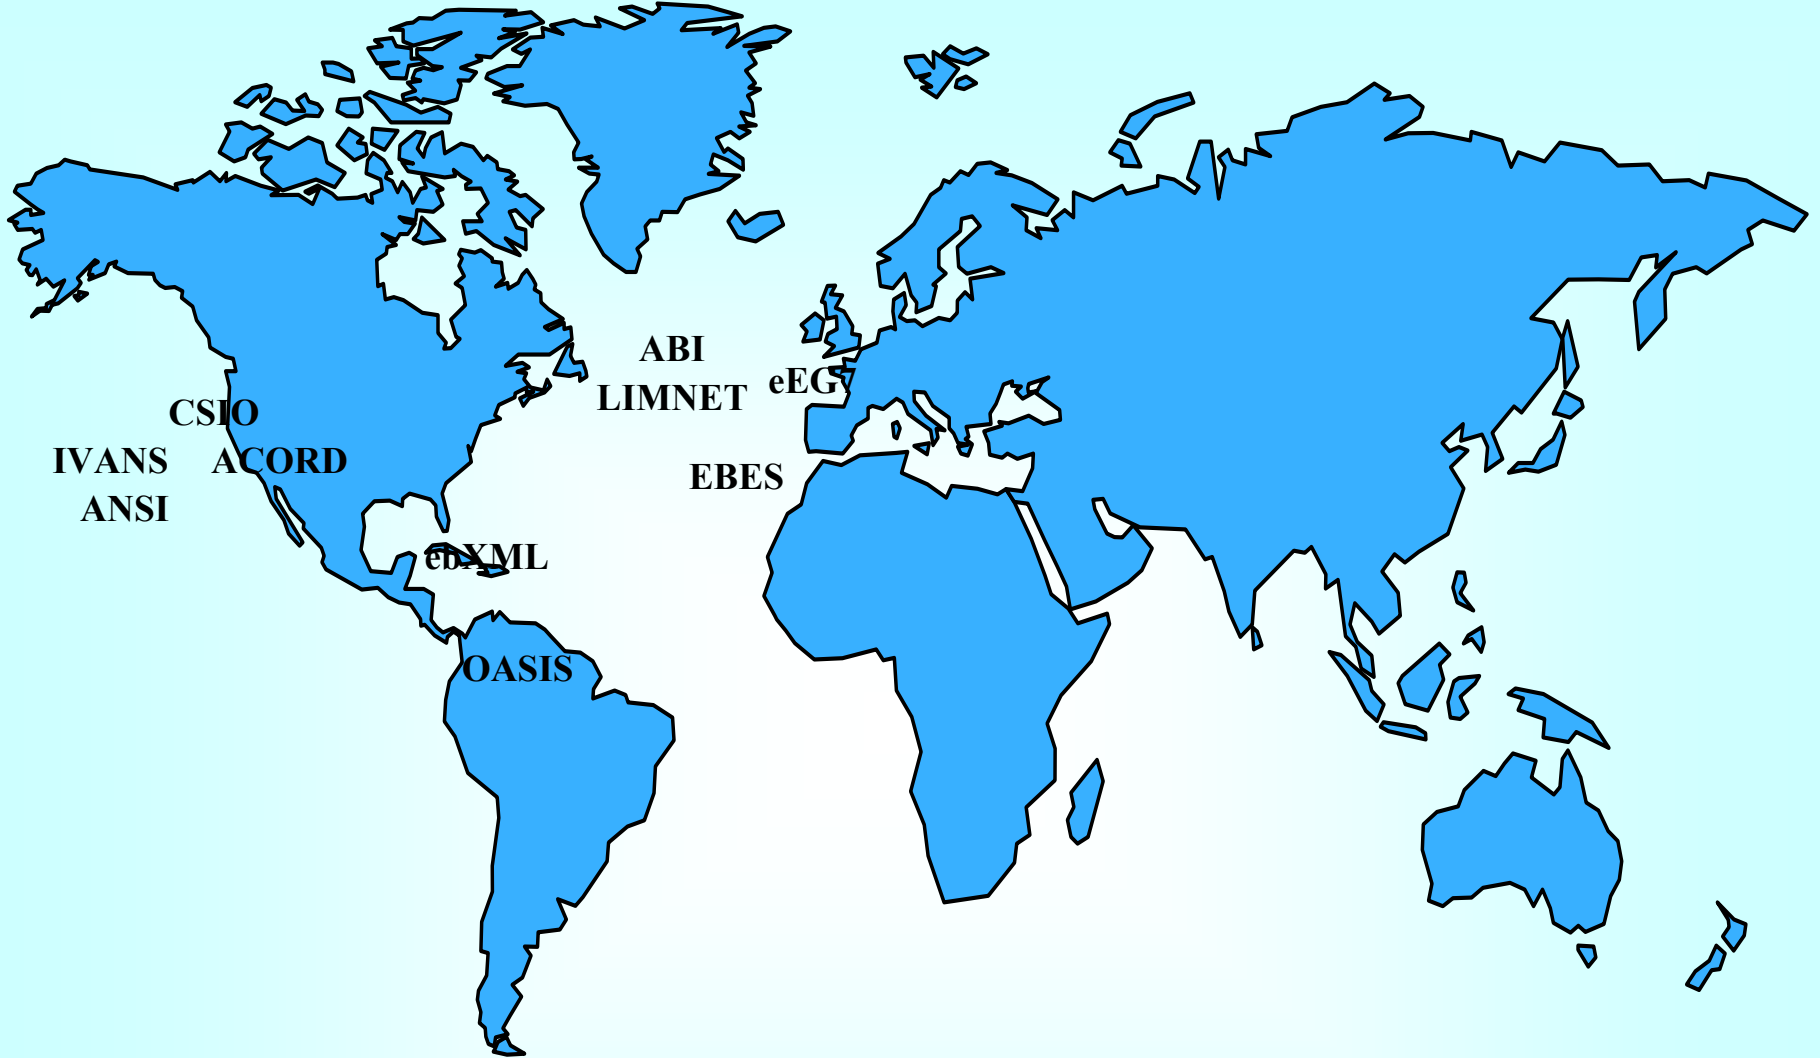 ABI
LIMNET eEG7
CSIO
IVANS ACORD
EBES
ANSI
ebXML
OASIS